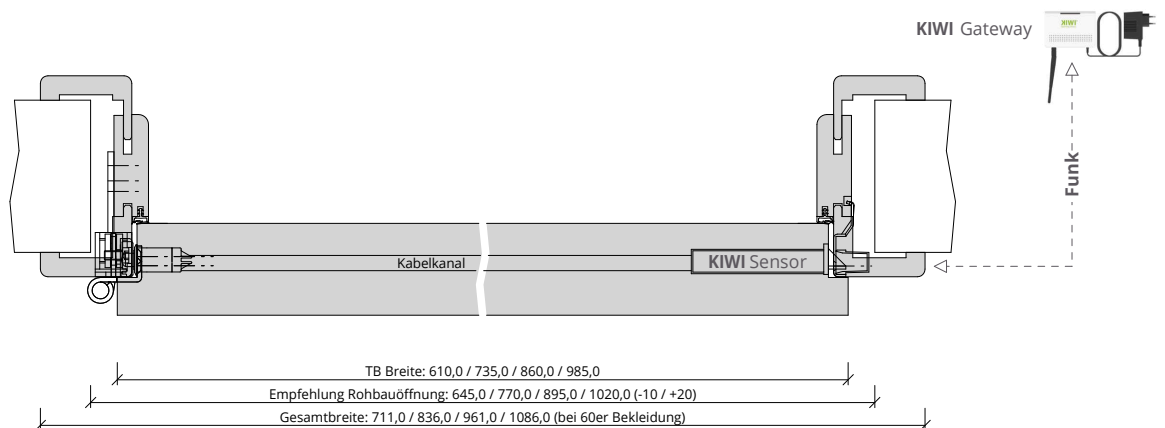 KIWI Gateway
KIWI
Funk
Kabelkanal
KIWI Sensor
TB Breite: 610,0 / 735,0 / 860,0 / 985,0
Empfehlung Rohbauöffnung: 645,0 / 770,0 / 895,0 / 1020,0 (-10 / +20)
Gesamtbreite: 711,0 / 836,0 / 961,0 / 1086,0 (bei 60er Bekleidung)